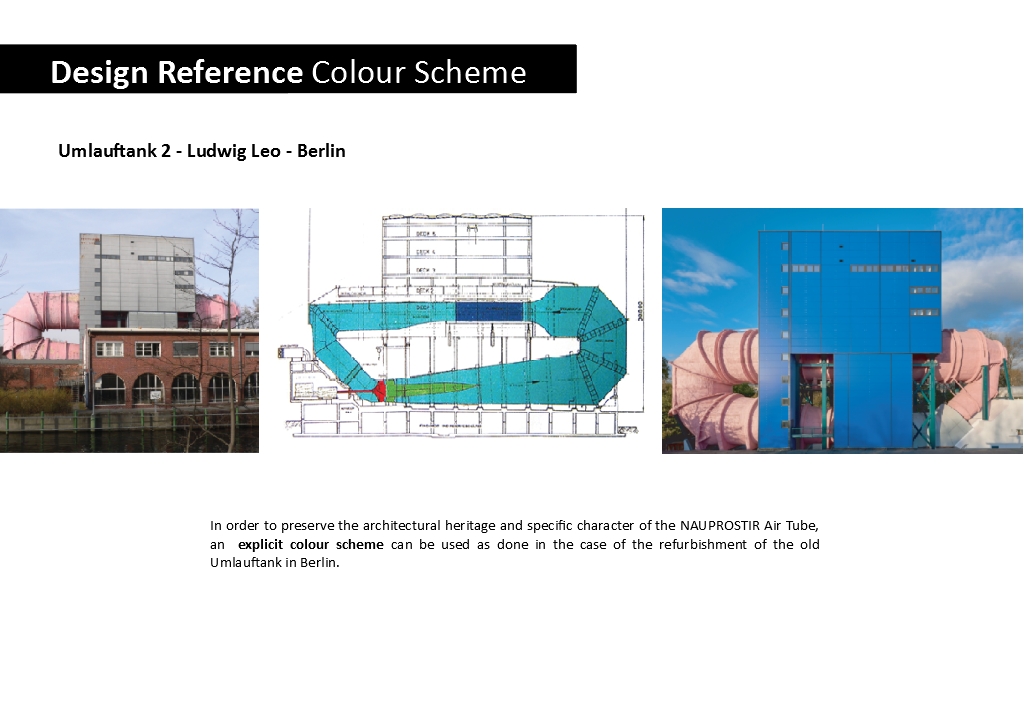 Design Reference Colour Scheme
Umlauftank 2 - Ludwig Leo - Berlin
DECK 5
DECK 4
DECK 3
DECK 2
In order to preserve the architectural heritage and specific character of the NAUPROSTIR Air Tube,
an explicit colour scheme can be used as done in the case of the refurbishment of the old
Umlauftank in Berlin.